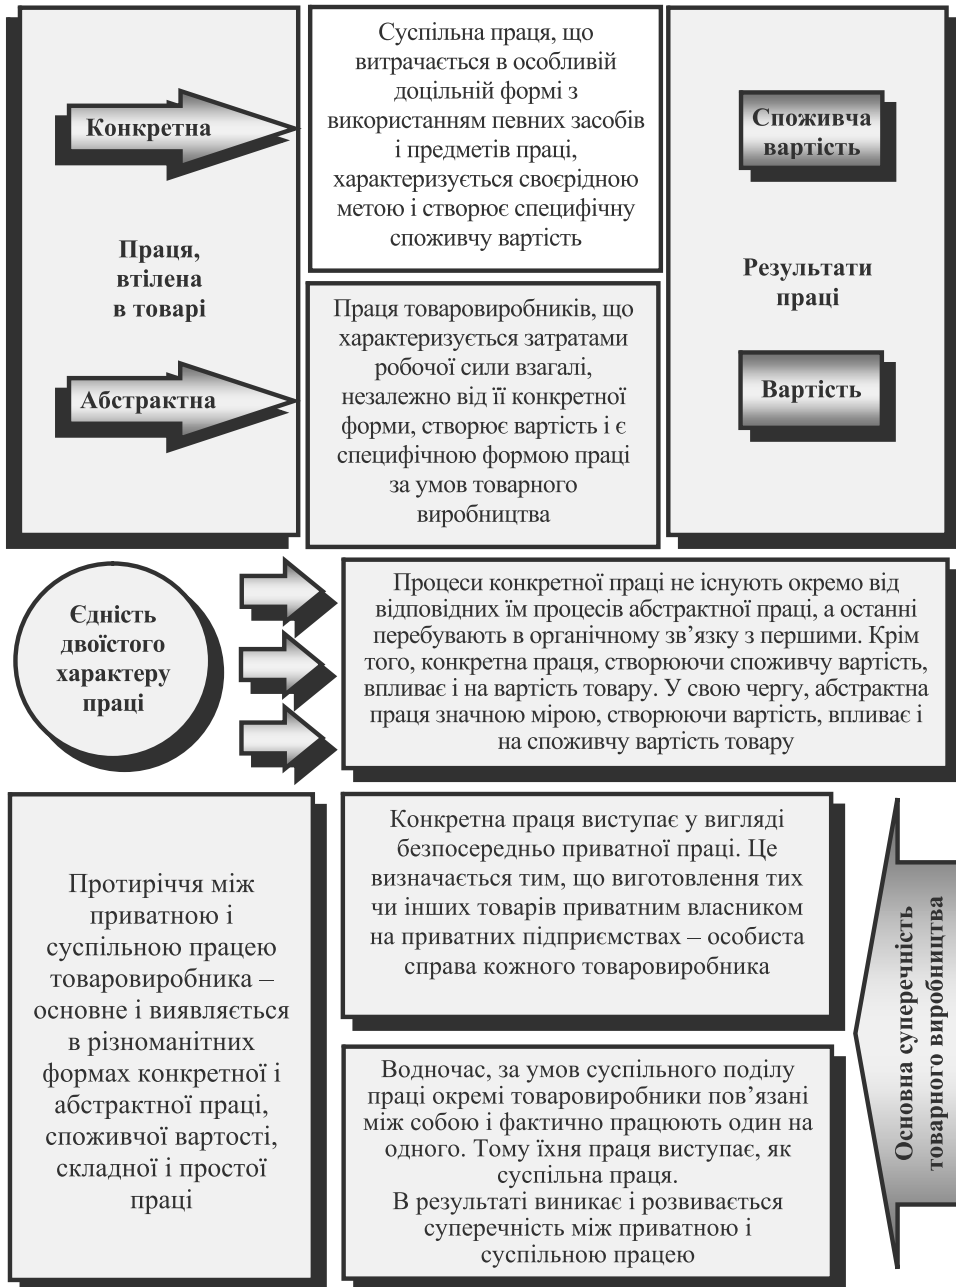 Конкретна
Праця,
втілена
в товарі
Абстрактна
Суспільна праця, що
витрачається в особливій
доцільній формі з
використанням певних засобів
і предметів праці,
характеризується своєрідною
метою і створює специфічну
споживчу вартість
Праця товаровиробників, що
характеризується затратами
робочої сили взагалі,
незалежно від її конкретної
форми, створює вартість і є
специфічною формою праці
за умов товарного
виробництва
Споживча
вартість
Результати
праці
Вартість
Єдність
двоїстого
характеру
праці
Процеси конкретної праці не існують окремо від
відповідних їм процесів абстрактної праці, а останні
перебувають в органічному зв’язку з першими. Крім
того, конкретна праця, створюючи споживчу вартість,
впливає і на вартість товару. У свою чергу, абстрактна
праця значною мірою, створюючи вартість, впливає і
на споживчу вартість товару
Протиріччя між
приватною і
суспільною працею
товаровиробника –
основне і виявляється
в різноманітних
формах конкретної і
абстрактної праці,
споживчої вартості,
складної і простої
праці
Конкретна праця виступає у вигляді
безпосередньо приватної праці. Це
визначається тим, що виготовлення тих
чи інших товарів приватним власником
на приватних підприємствах – особиста
справа кожного товаровиробника
Водночас, за умов суспільного поділу
праці окремі товаровиробники пов’язані
між собою і фактично працюють один на
одного. Тому їхня праця виступає, як
суспільна праця.
В результаті виникає і розвивається
суперечність між приватною і
суспільною працею
Основна суперечність
товарного виробництва